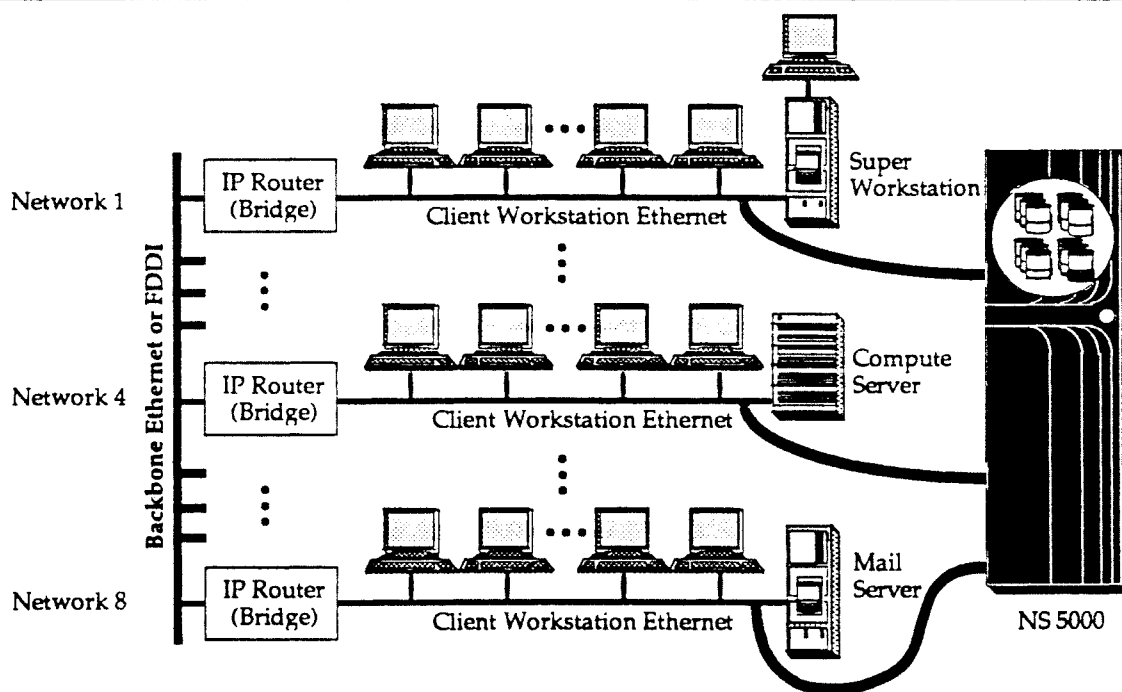 Super
Workstation
Network 1
IP Router
(Bridge)
Client Workstation Ethernet
Backbone Ethernet or FDDI
Compute
Server
Network 4
IP Router
(Bridge)
Client Workstation Ethernet
Mail
Server
Network 8
IP Router
(Bridge)
Client Workstation Ethernet
NS 5000